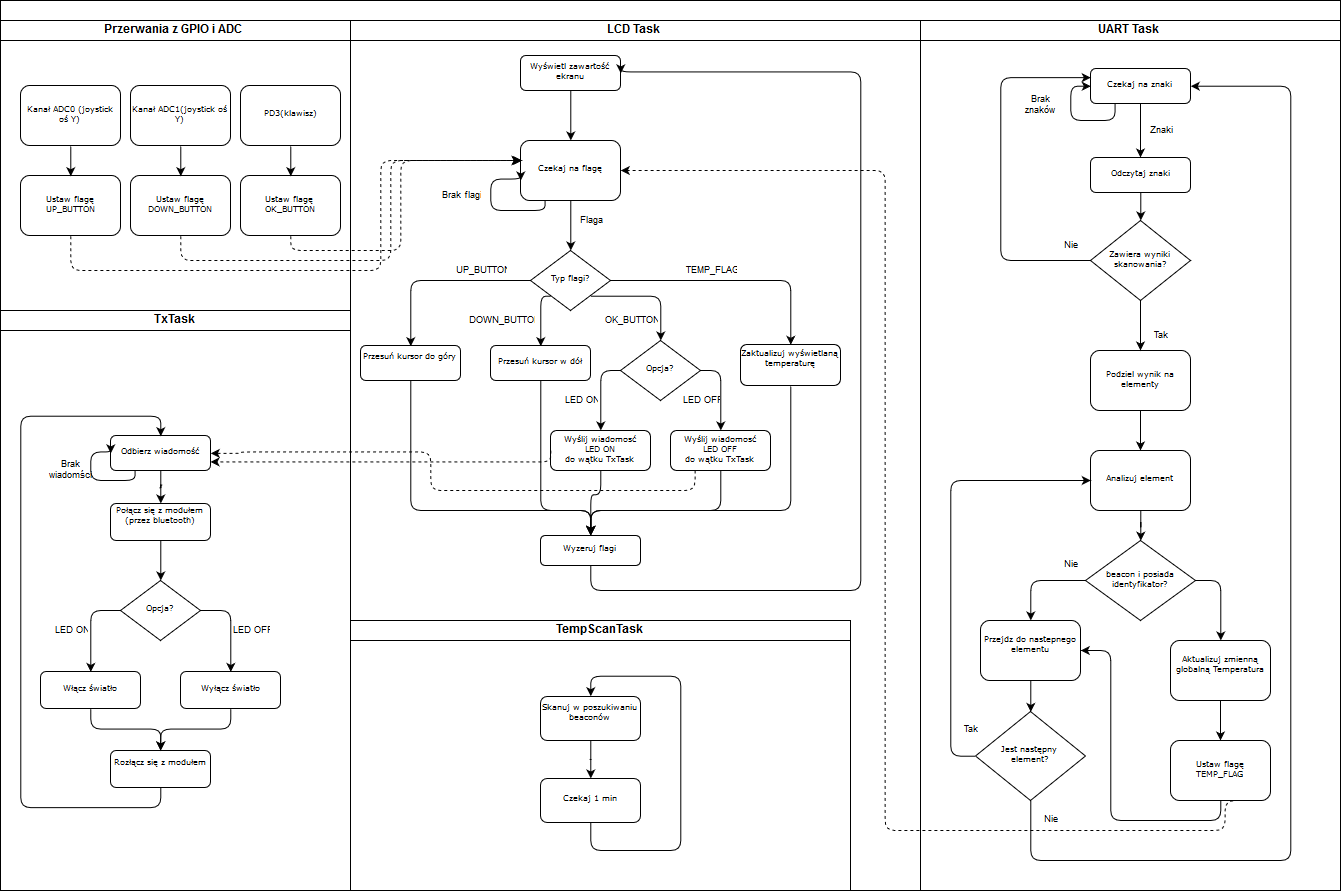 Przerwania z GPIO i ADC
Kanał ADC0 (joystick
oś Y)
Kanał ADC1(joystick oś
Y)
PD3(klawisz)
Ustaw flagę
UP_BUTTON
Ustaw flagę
DOWN_BUTTON
Ustaw flagę
OK_BUTTON
TxTask
Odbierz wiadomość
Brak
wiadomośc
Połącz się z modułem
(przez bluetooth)
Opcja?
LED ON
LED OFF
Włącz światło
Wyłącz światło
Rozłącz się z modułem
LCD Task
Wyświetl zawartość
ekranu
Czekaj na flagę
Brak flagi
Flaga
Typ flagi?
UP_BUTTON
TEMP_FLAG
DOWN_BUTTO
OK_BUTTON
Przesuń kursor do góry
Przesuń kursor w dół
Opcja?
Zaktualizuj wyświetlaną
temperaturę
LED ON
LED OFF
Wyślij wiadomosć
LED ON
do wątku TxTask
Wyślij wiadomosć
LED OFF
do wątku TxTask
Wyzeruj flagi
TempScanTask
Skanuj w poszukiwaniu
beaconów
Czekaj 1 min
UART Task
Czekaj na znaki
Brak
znaków
Znaki
Odczytaj znaki
Zawiera wyniki
skanowania?
Nie
Tak
Podziel wynik na
elementy
Analizuj element
beacon i posiada
identyfikator?
Nie
Przejdz do nastepnego
elementu
Aktualizuj zmienną
globalną Temperatura
Jest następny
element?
Tak
Nie
Ustaw flagę
TEMP_FLAG